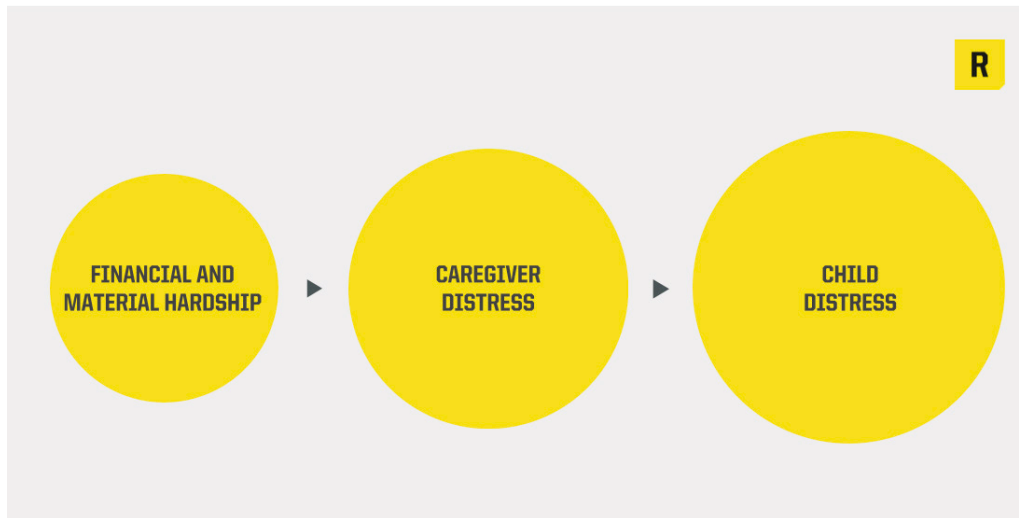 R
FINANCIAL AND
MATERIAL HARDSHIP
CAREGIVER
DISTRESS
CHILD
DISTRESS